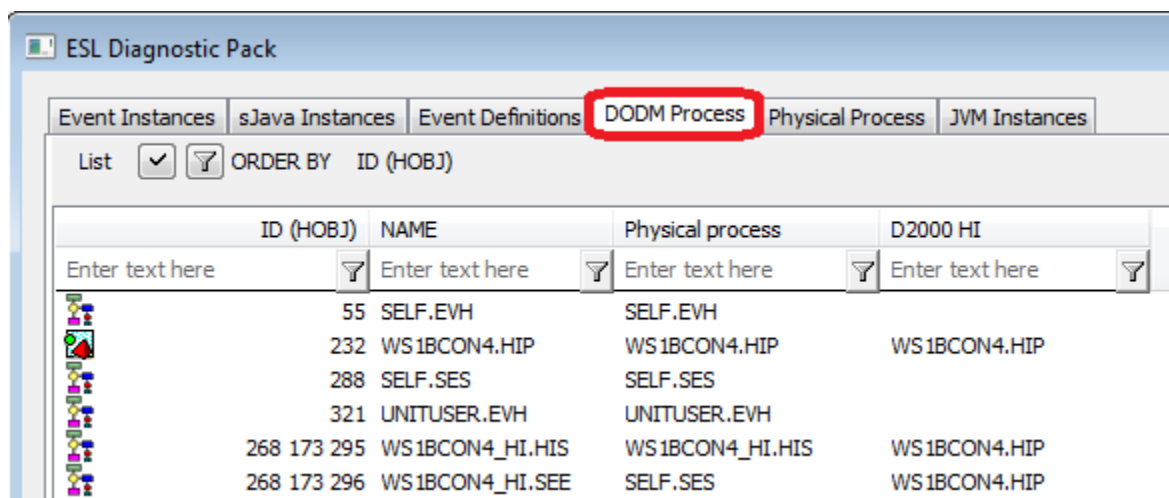 ESL Diagnostic Pack
Event Instances sJava Instances Event Definitions DODM Process Physical Process JVM Instances
List ORDER BY ID (HOBJ)
ID (HOBJ) NAME Physical process D2000 HI
Enter text here Enter text here Enter text here Enter text here
55 SELF.EVH SELF.EVH
232 WS1BCON4.HIP WS1BCON4.HIP WS1BCON4.HIP
288 SELF.SES SELF.SES
321 UNITUSER.EVH UNITUSER.EVH
268 173 295 WS1BCON4_HI.HIS WS1BCON4_HI.HIS WS1BCON4.HIP
268 173 296 WS1BCON4_HI.SEE SELF.SES WS1BCON4.HIP